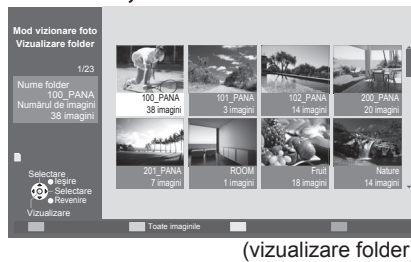 Mod vizionare foto
Vizualizare folder
1/23
Nume folder
100_PANA
Numărul de imagini
38 imagini
Selectare
Ieşire
Selectare
Revenire
Vizualizare
100_PANA
38 imagini
101_PANA
3 imagini
102_PANA
14 imagini
200_PANA
20 imagini
201_PANA
7 imagini
ROOM
1 imagini
Fruit
18 imagini
Nature
14 imagini
Toate imaginile
(vizualizare folder